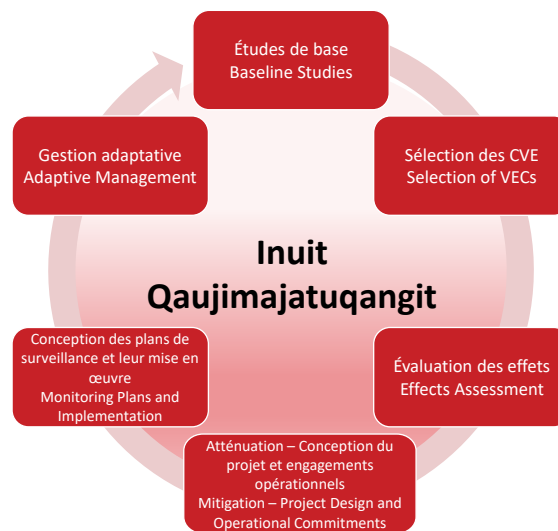 Études de base
Baseline Studies
Sélection des CVE
Selection of VECs
Évaluation des effets
Effects Assessment
Atténuation – Conception du
projet et engagements
opérationnels
Mitigation – Project Design and
Operational Commitments
Conception des plans de
surveillance et leur mise en
œuvre
Monitoring Plans and
Implementation
Gestion adaptative
Adaptive Management
Inuit
Qaujimajatuqangit